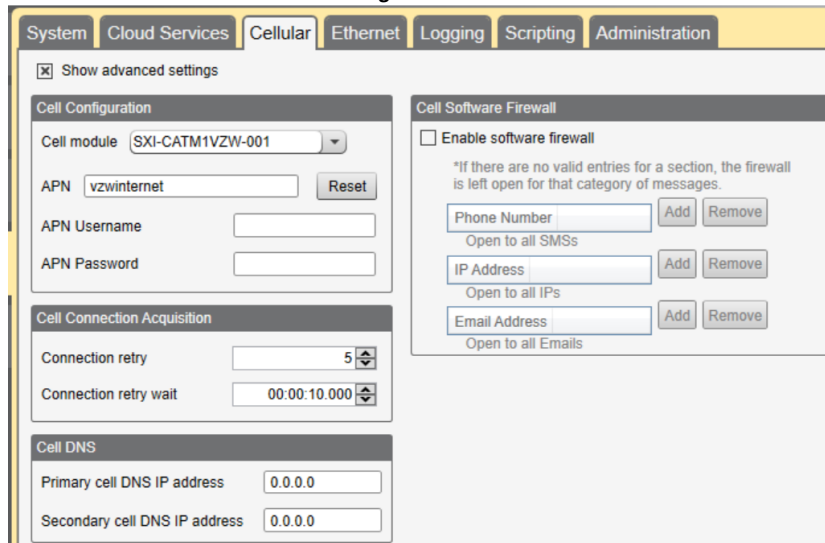 System Cloud Services Cellular Ethernet Logging Scripting Administration
Show advanced settings
Cell Configuration
Cell module SXI-CATM1VZW-001
APN vzwinternet Reset
APN Username
APN Password
Cell Connection Acquisition
Connection retry 5
Connection retry wait 00:00:10.000
Cell DNS
Primary cell DNS IP address 0.0.0.0
Secondary cell DNS IP address 0.0.0.0
Cell Software Firewall
Enable software firewall
*If there are no valid entries for a section, the firewall
is left open for that category of messages.
Phone Number Add Remove
Open to all SMSs
IP Address Add Remove
Open to all IPs
Email Address Add Remove
Open to all Emails